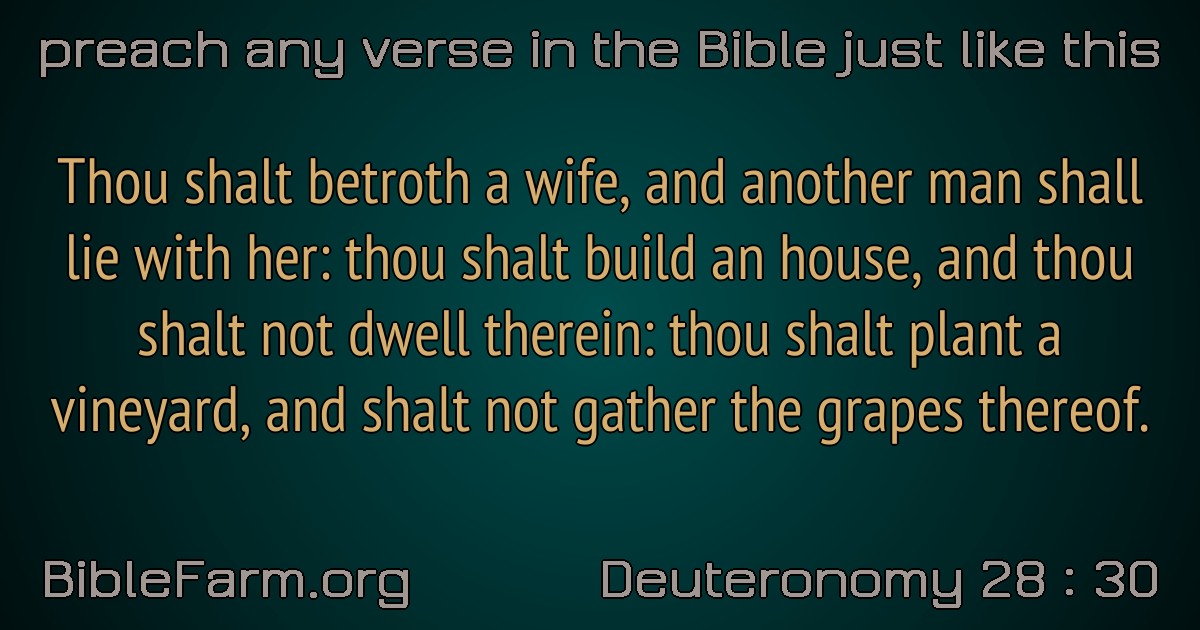 preach any verse in the Bible just like this
Thou shalt betroth a wife, and another man shall
lie with her: thou shalt build an house, and thou
shalt not dwell therein: thou shalt plant a
vineyard, and shalt not gather the grapes thereof.
BibleFarm.org
Deuteronomy 28 : 30